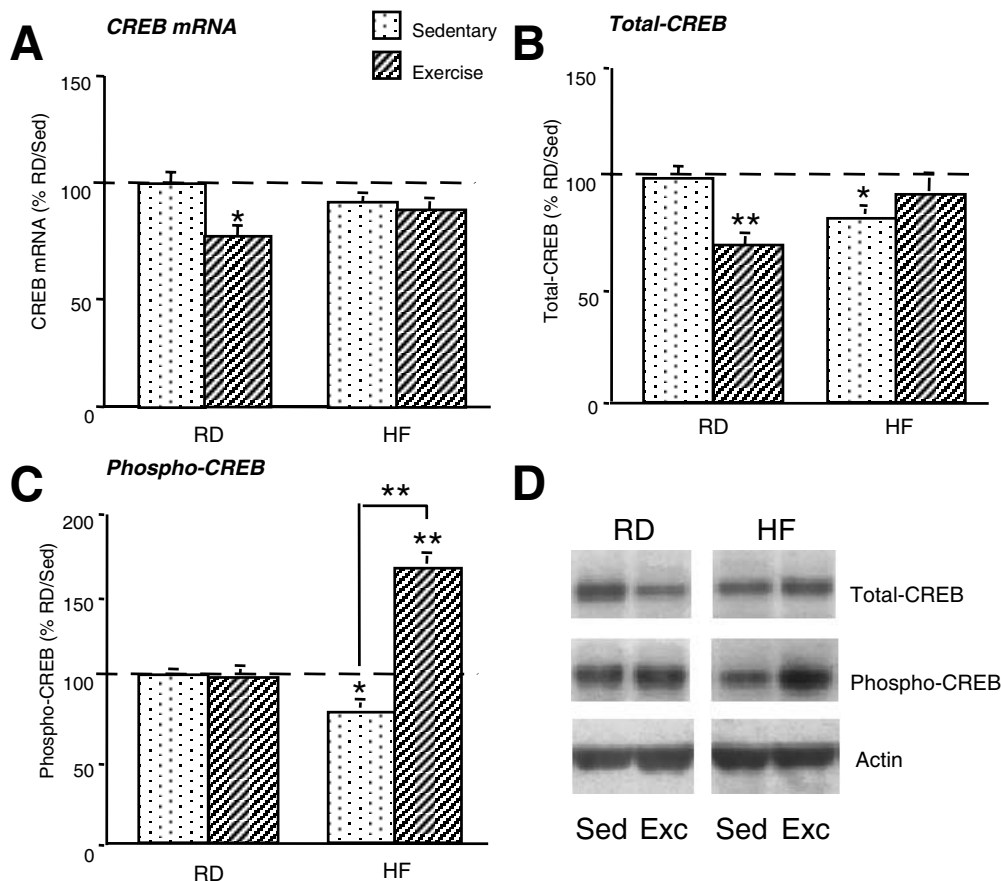 A
CREB mRNA
Sedentary
Exercise
150
100
50
0
CREB mRNA (% RD/Sed)
*
RD
HF
B
Total-CREB
150
100
50
0
Total-CREB (% RD/Sed)
**
*
RD
HF
C
Phospho-CREB
200
150
100
50
0
Phospho-CREB (% RD/Sed)
**
**
*
RD
HF
D
RD HF
Total-CREB
Phospho-CREB
Actin
Sed Exc Sed Exc